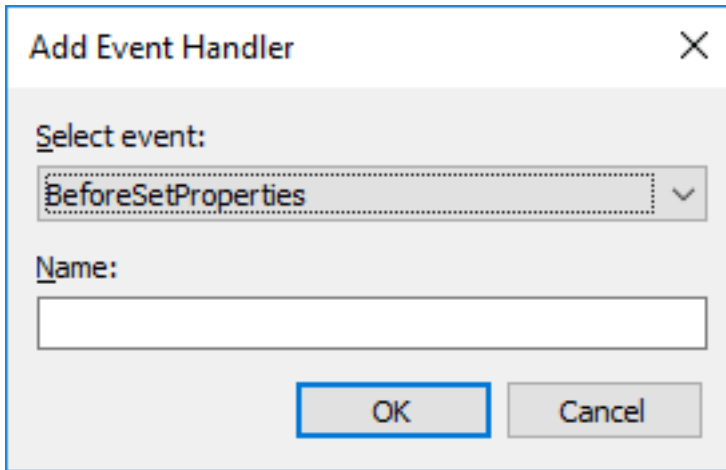 Add Event Handler
Select event:
BeforeSetProperties
Name:
OK Cancel